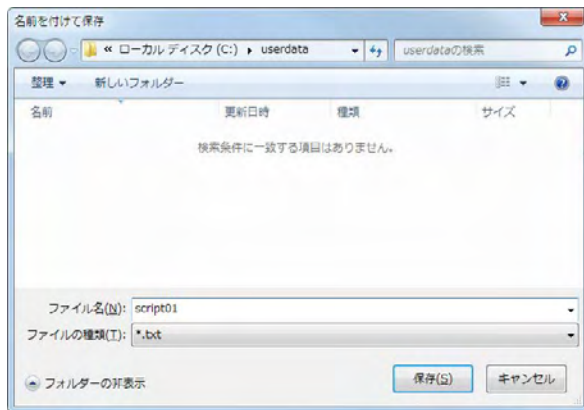 名前を付けて保存
« ローカル ディスク (C:) ▸ userdata
userdataの検索
整理 ▼ 新しいフォルダー
名前 更新日時 種類 サイズ
検索条件に一致する項目はありません。
ファイル名(N): script01
ファイルの種類(T): *.txt
フォルダーの非表示 保存(S) キャンセル